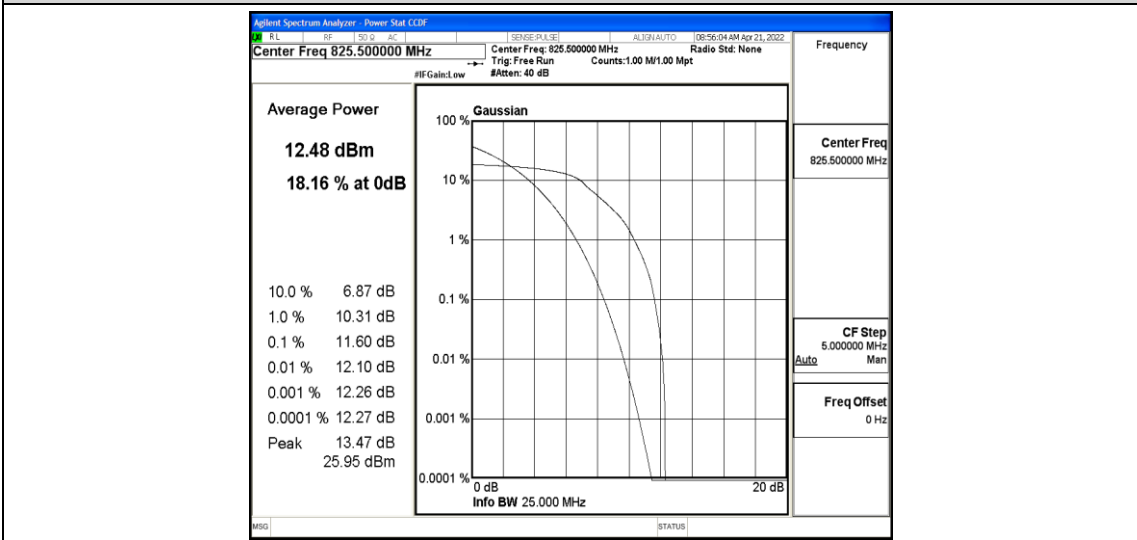 Agilent Spectrum Analyzer - Power Stat CCDF
LXI RL RF 50 Ω AC SENSE:PULSE ALIGNAUTO 08:56:04 AM Apr 21, 2022
Center Freq 825.500000 MHz
Center Freq: 825.500000 MHz Radio Std: None
Trig: Free Run Counts:1.00 M/1.00 Mpt
#IFGain:Low #Atten: 40 dB
Frequency
Average Power
12.48 dBm
18.16 % at 0dB
10.0 % 6.87 dB
1.0 % 10.31 dB
0.1 % 11.60 dB
0.01 % 12.10 dB
0.001 % 12.26 dB
0.0001 % 12.27 dB
Peak 13.47 dB
25.95 dBm
Gaussian
100 %
10 %
1 %
0.1 %
0.01 %
0.001 %
0.0001 %
0 dB 20 dB
Info BW 25.000 MHz
Center Freq
825.500000 MHz
CF Step
5.000000 MHz
Auto Man
Freq Offset
0 Hz
MSG STATUS